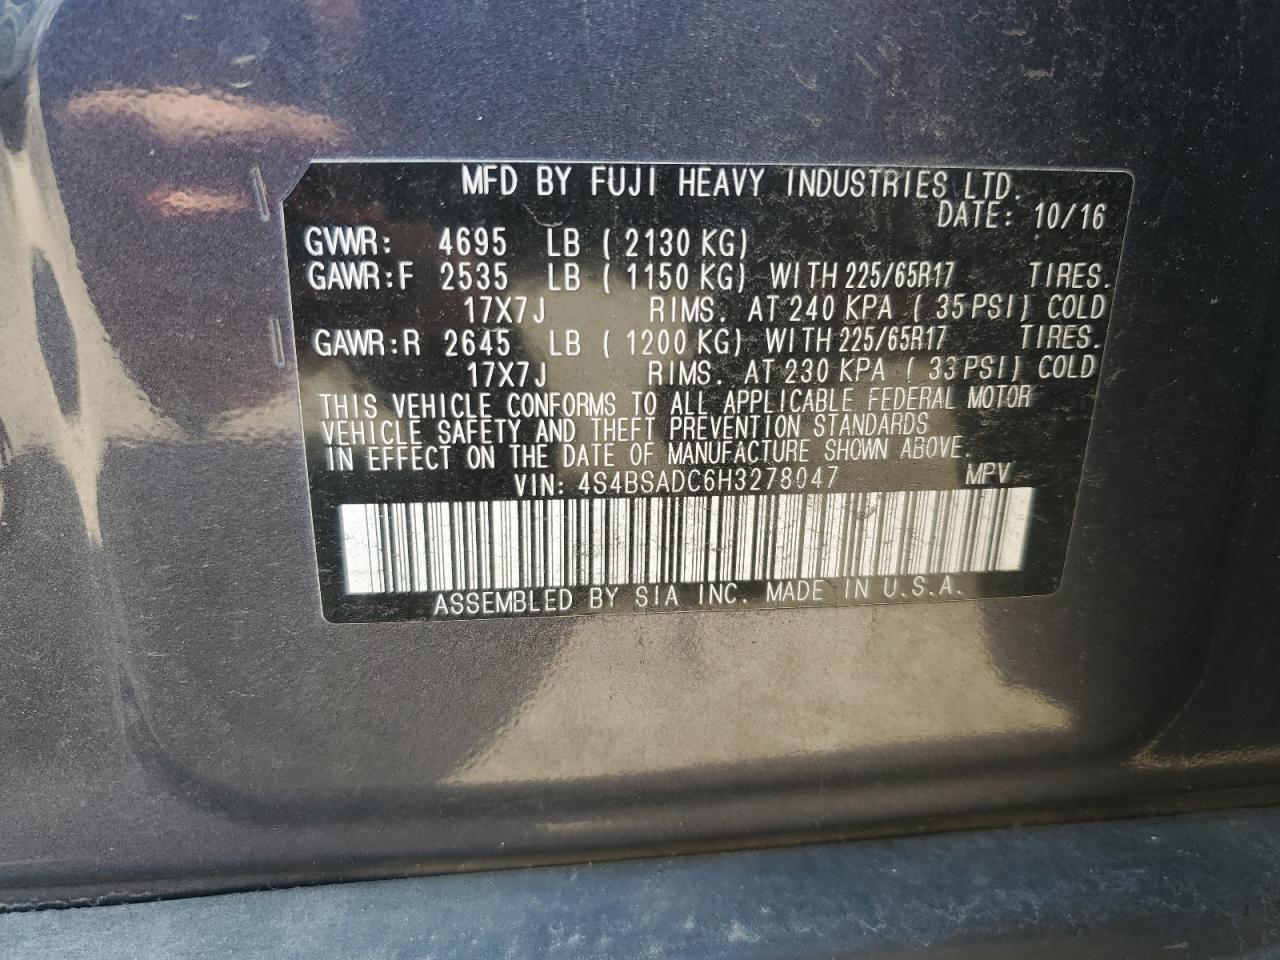 MFD BY FUJI HEAVY INDUSTRIES LTD.
DATE: 10/16
GVWR: 4695 LB ( 2130 KG)
GAWR:F 2535 LB ( 1150 KG) WITH 225/65R17 TIRES.
17X7J RIMS. AT 240 KPA ( 35 PSI) COLD
GAWR:R 2645 LB ( 1200 KG) WITH 225/65R17 TIRES.
17X7J RIMS. AT 230 KPA ( 33 PSI) COLD
THIS VEHICLE CONFORMS TO ALL APPLICABLE FEDERAL MOTOR
VEHICLE SAFETY AND THEFT PREVENTION STANDARDS
IN EFFECT ON THE DATE OF MANUFACTURE SHOWN ABOVE.
VIN: 4S4BSADC6H3278047 MPV
ASSEMBLED BY SIA INC. MADE IN U.S.A.